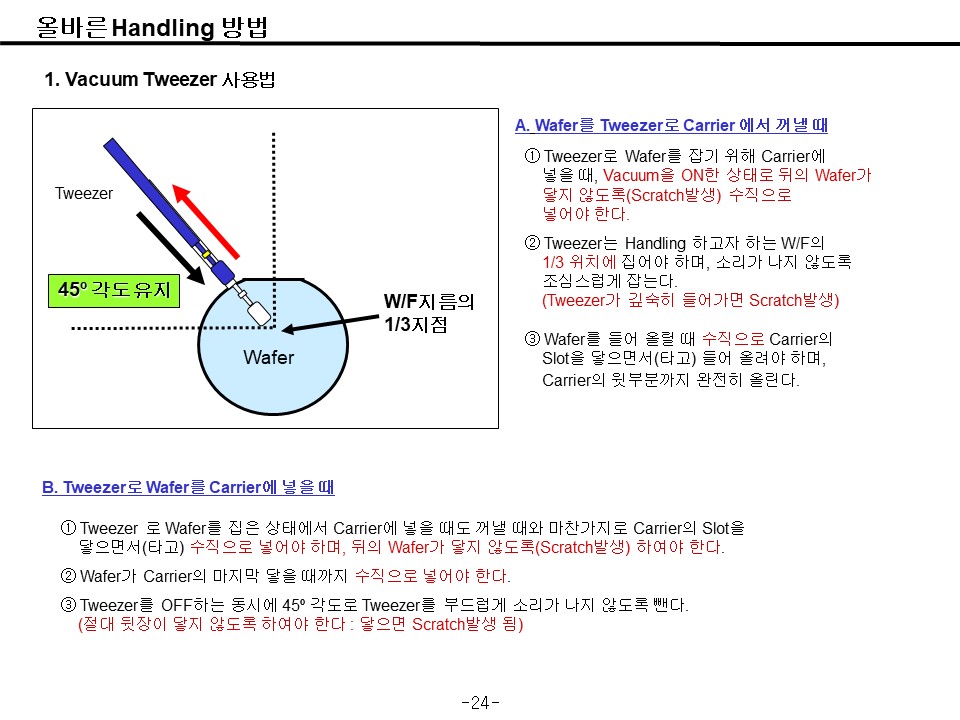 올바른 Handling 방법
1. Vacuum Tweezer 사용법
Tweezer
45º 각도 유지
W/F지름의
1/3지점
Wafer
A. Wafer를 Tweezer로 Carrier 에서 꺼낼 때
① Tweezer로 Wafer를 잡기 위해 Carrier에
넣을 때, Vacuum을 ON한 상태로 뒤의 Wafer가
닿지 않도록(Scratch발생) 수직으로
넣어야 한다.
② Tweezer는 Handling 하고자 하는 W/F의
1/3 위치에 집어야 하며, 소리가 나지 않도록
조심스럽게 잡는다.
(Tweezer가 깊숙히 들어가면 Scratch발생)
③ Wafer를 들어 올릴 때 수직으로 Carrier의
Slot을 닿으면서(타고) 들어 올려야 하며,
Carrier의 윗부분까지 완전히 올린다.
B. Tweezer로 Wafer를 Carrier에 넣을 때
① Tweezer 로 Wafer를 집은 상태에서 Carrier에 넣을 때도 꺼낼 때와 마찬가지로 Carrier의 Slot을
닿으면서(타고) 수직으로 넣어야 하며, 뒤의 Wafer가 닿지 않도록(Scratch발생) 하여야 한다.
② Wafer가 Carrier의 마지막 닿을 때까지 수직으로 넣어야 한다.
③ Tweezer를 OFF하는 동시에 45º 각도로 Tweezer를 부드럽게 소리가 나지 않도록 뺀다.
(절대 뒷장이 닿지 않도록 하여야 한다 : 닿으면 Scratch발생 됨)
-24-